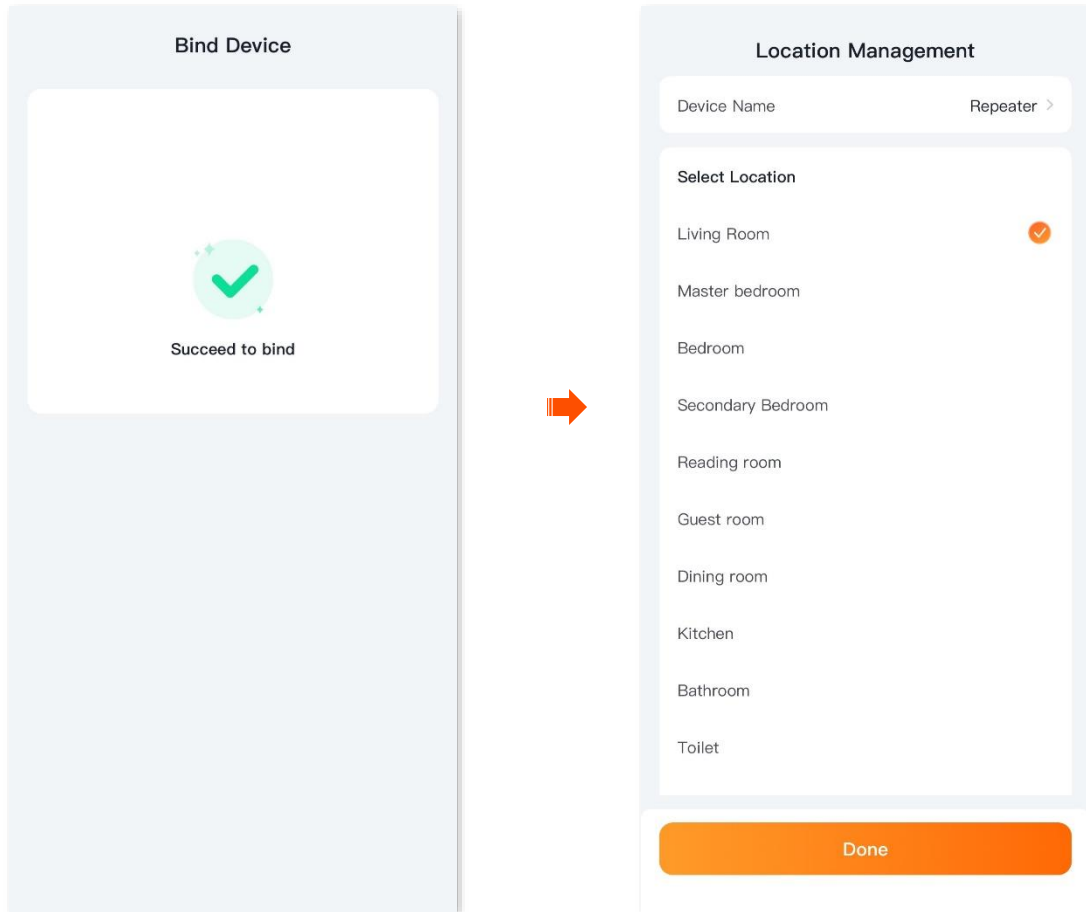 Bind Device
Succeed to bind
Location Management
Device Name Repeater
Select Location
Living Room
Master bedroom
Bedroom
Secondary Bedroom
Reading room
Guest room
Dining room
Kitchen
Bathroom
Toilet
Done